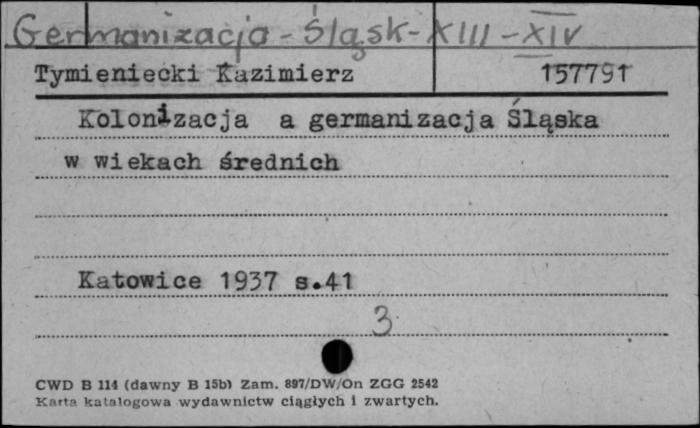 Germanizacja - Śląsk - XIII - XIV
Tymieniecki Kazimierz 157791
Kolonizacja a germanizacja Śląska
w wiekach średnich
Katowice 1937 s.41
3
CWD B 114 (dawny B 15b) Zam. 897/DW/On ZGG 2542
Karta katalogowa wydawnictw ciągłych i zwartych.